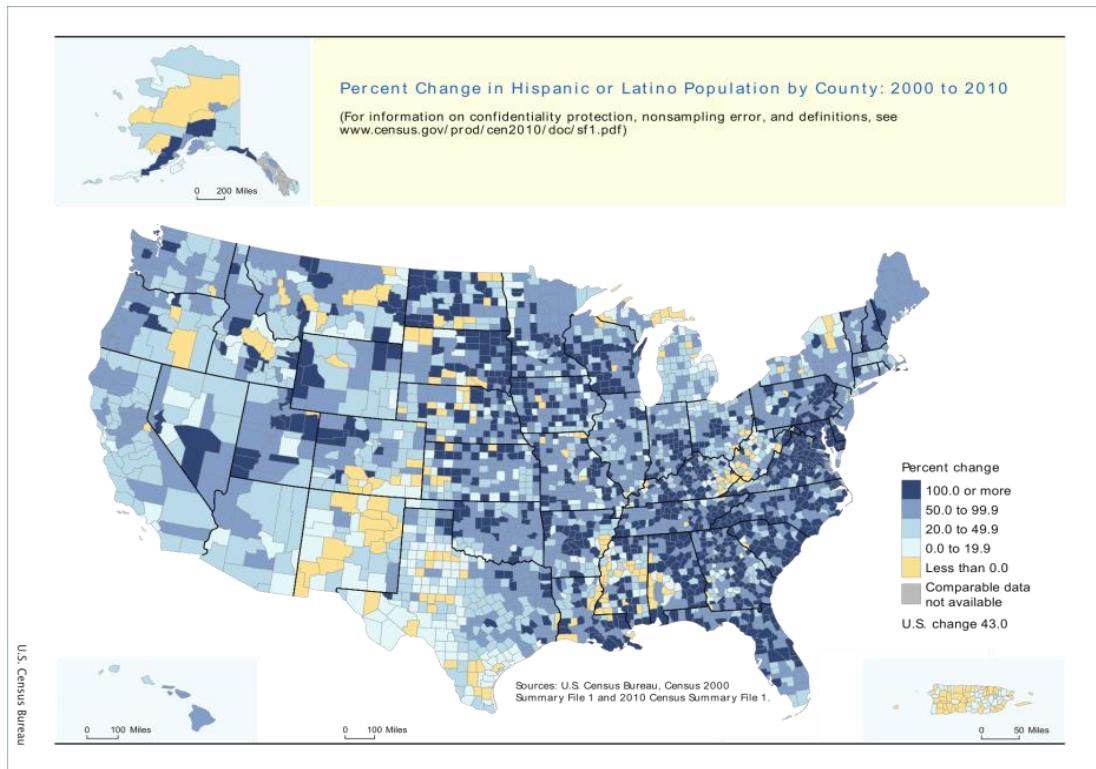 Percent Change in Hispanic or Latino Population by County: 2000 to 2010
(For information on confidentiality protection, nonsampling error, and definitions, see
www.census.gov/prod/cen2010/doc/sf1.pdf)
0 200 Miles
Percent change
100.0 or more
50.0 to 99.9
20.0 to 49.9
0.0 to 19.9
Less than 0.0
Comparable data
not available
U.S. change 43.0
U.S. Census Bureau
Sources: U.S. Census Bureau, Census 2000
Summary File 1 and 2010 Census Summary File 1.
0 100 Miles
0 100 Miles
0 50 Miles